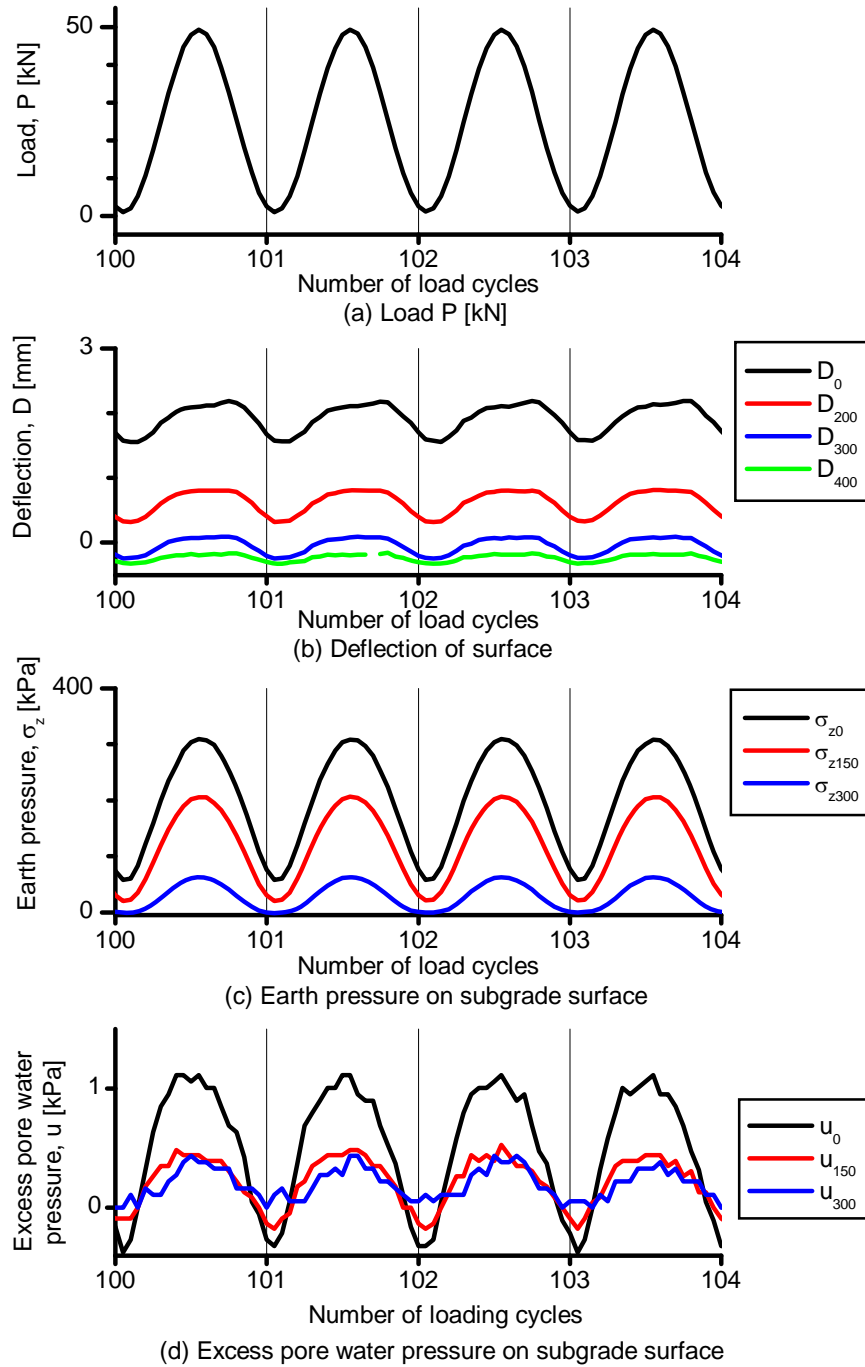 50
0
Load, P [kN]
100 101 102 103 104
Number of load cycles
(a) Load P [kN]
3
0
Deflection, D [mm]
D0
D200
D300
D400
100 101 102 103 104
Number of load cycles
(b) Deflection of surface
400
0
Earth pressure, σz [kPa]
σz0
σz150
σz300
100 101 102 103 104
Number of load cycles
(c) Earth pressure on subgrade surface
1
0
Excess pore water
pressure, u [kPa]
u0
u150
u300
100 101 102 103 104
Number of loading cycles
(d) Excess pore water pressure on subgrade surface